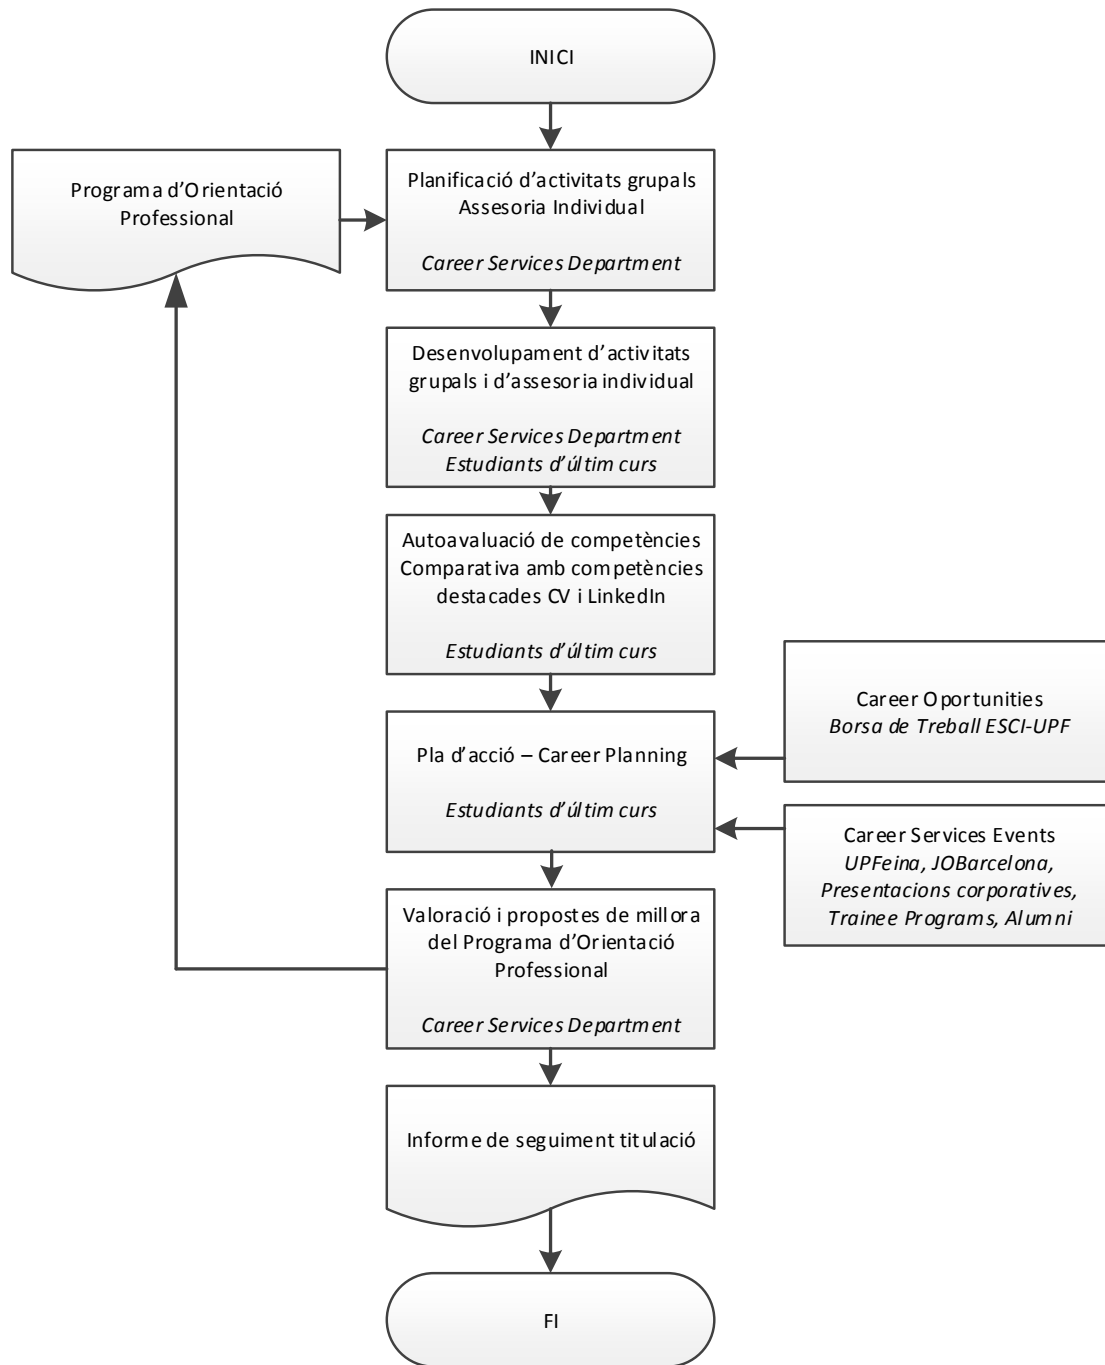 INICI
Programa d’Orientació
Professional
Planificació d’activitats grupals
Assesoria Individual
Career Services Department
Desenvolupament d’activitats
grupals i d’assesoria individual
Career Services Department
Estudiants d’últim curs
Autoavaluació de competències
Comparativa amb competències
destacades CV i LinkedIn
Estudiants d’últim curs
Career Oportunities
Borsa de Treball ESCI-UPF
Pla d’acció – Career Planning
Estudiants d’últim curs
Career Services Events
UPFeina, JOBarcelona,
Presentacions corporatives,
Trainee Programs, Alumni
Valoració i propostes de millora
del Programa d’Orientació
Professional
Career Services Department
Informe de seguiment titulació
FI